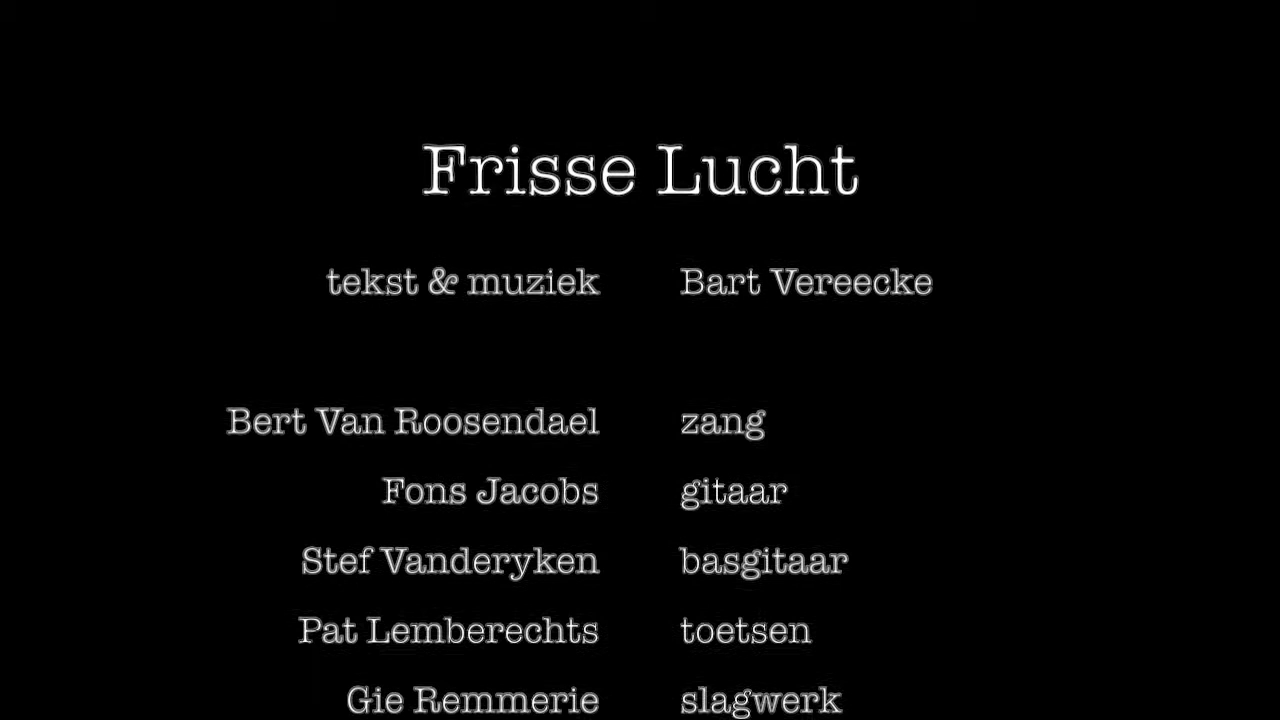 Frisse Lucht
tekst & muziek Bart Vereecke
Bert Van Roosendael zang
Fons Jacobs gitaar
Stef Vanderyken basgitaar
Pat Lemberechts toetsen
Gie Remmerie slagwerk